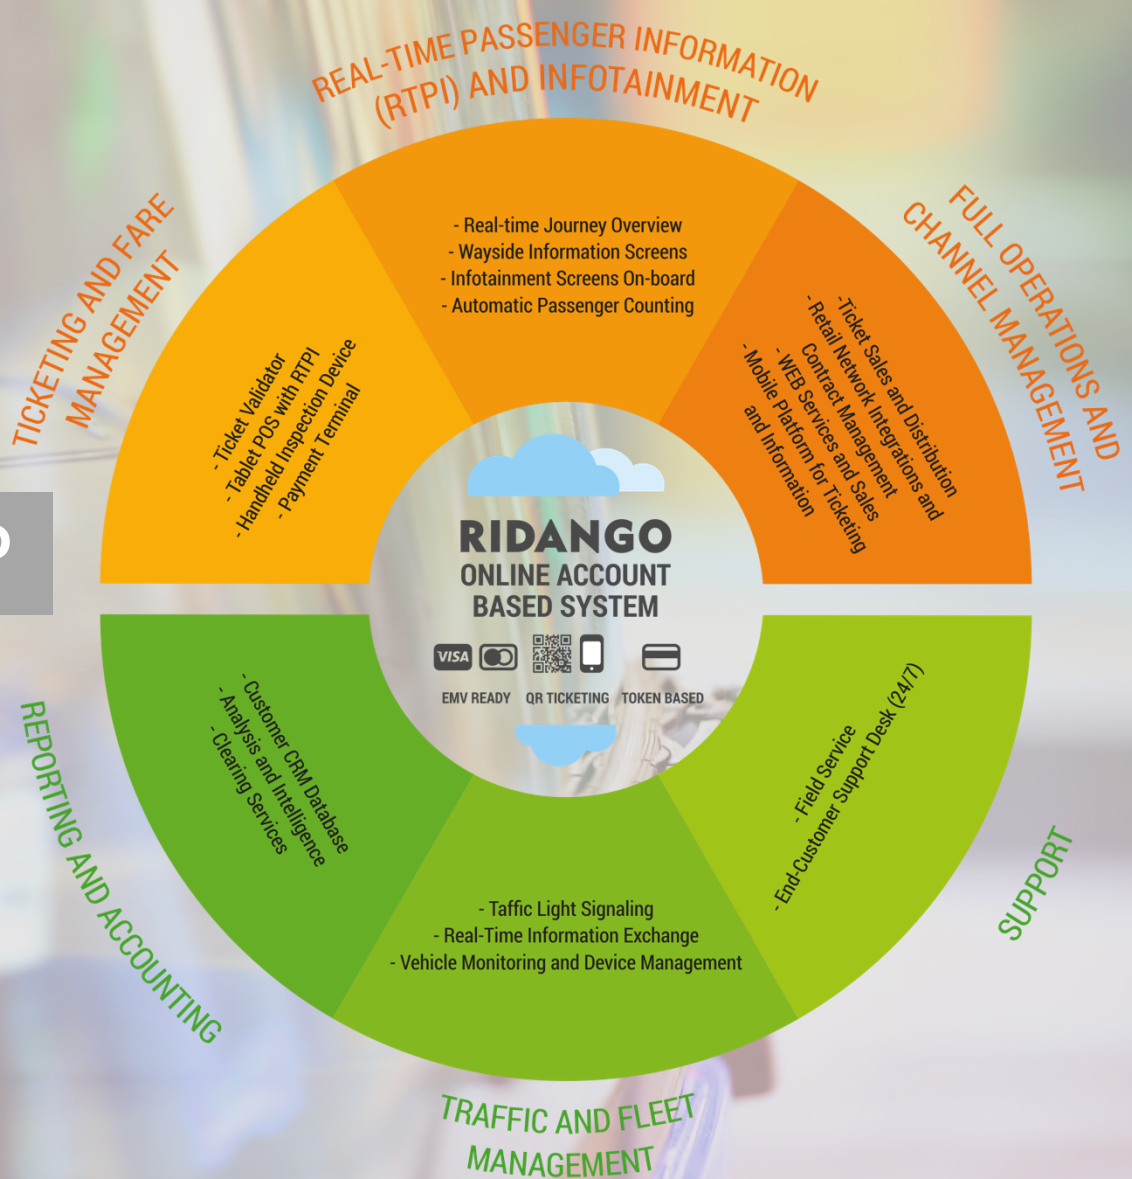 REAL-TIME PASSENGER INFORMATION
(RTPI) AND INFOTAINMENT
- Real-time Journey Overview
- Wayside Information Screens
- Infotainment Screens On-board
- Automatic Passenger Counting
TICKETING AND FARE
MANAGEMENT
- Ticket Validator
- Tablet POS with RTPI
- Handheld Inspection Device
- Payment Terminal
FULL OPERATIONS AND
CHANNEL MANAGEMENT
-Ticket Sales and Distribution
- Retail Network Integrations and
Contract Management
- WEB Services and Sales
- Mobile Platform for Ticketing
and Information
RIDANGO
ONLINE ACCOUNT
BASED SYSTEM
VISA
EMV READY QR TICKETING TOKEN BASED
REPORTING AND ACCOUNTING
- Customer CRM Database
- Analysis and Intelligence
- Clearing Services
- Taffic Light Signaling
- Real-Time Information Exchange
- Vehicle Monitoring and Device Management
TRAFFIC AND FLEET
MANAGEMENT
- Field Service
- End-Customer Support Desk (24/7)
SUPPORT